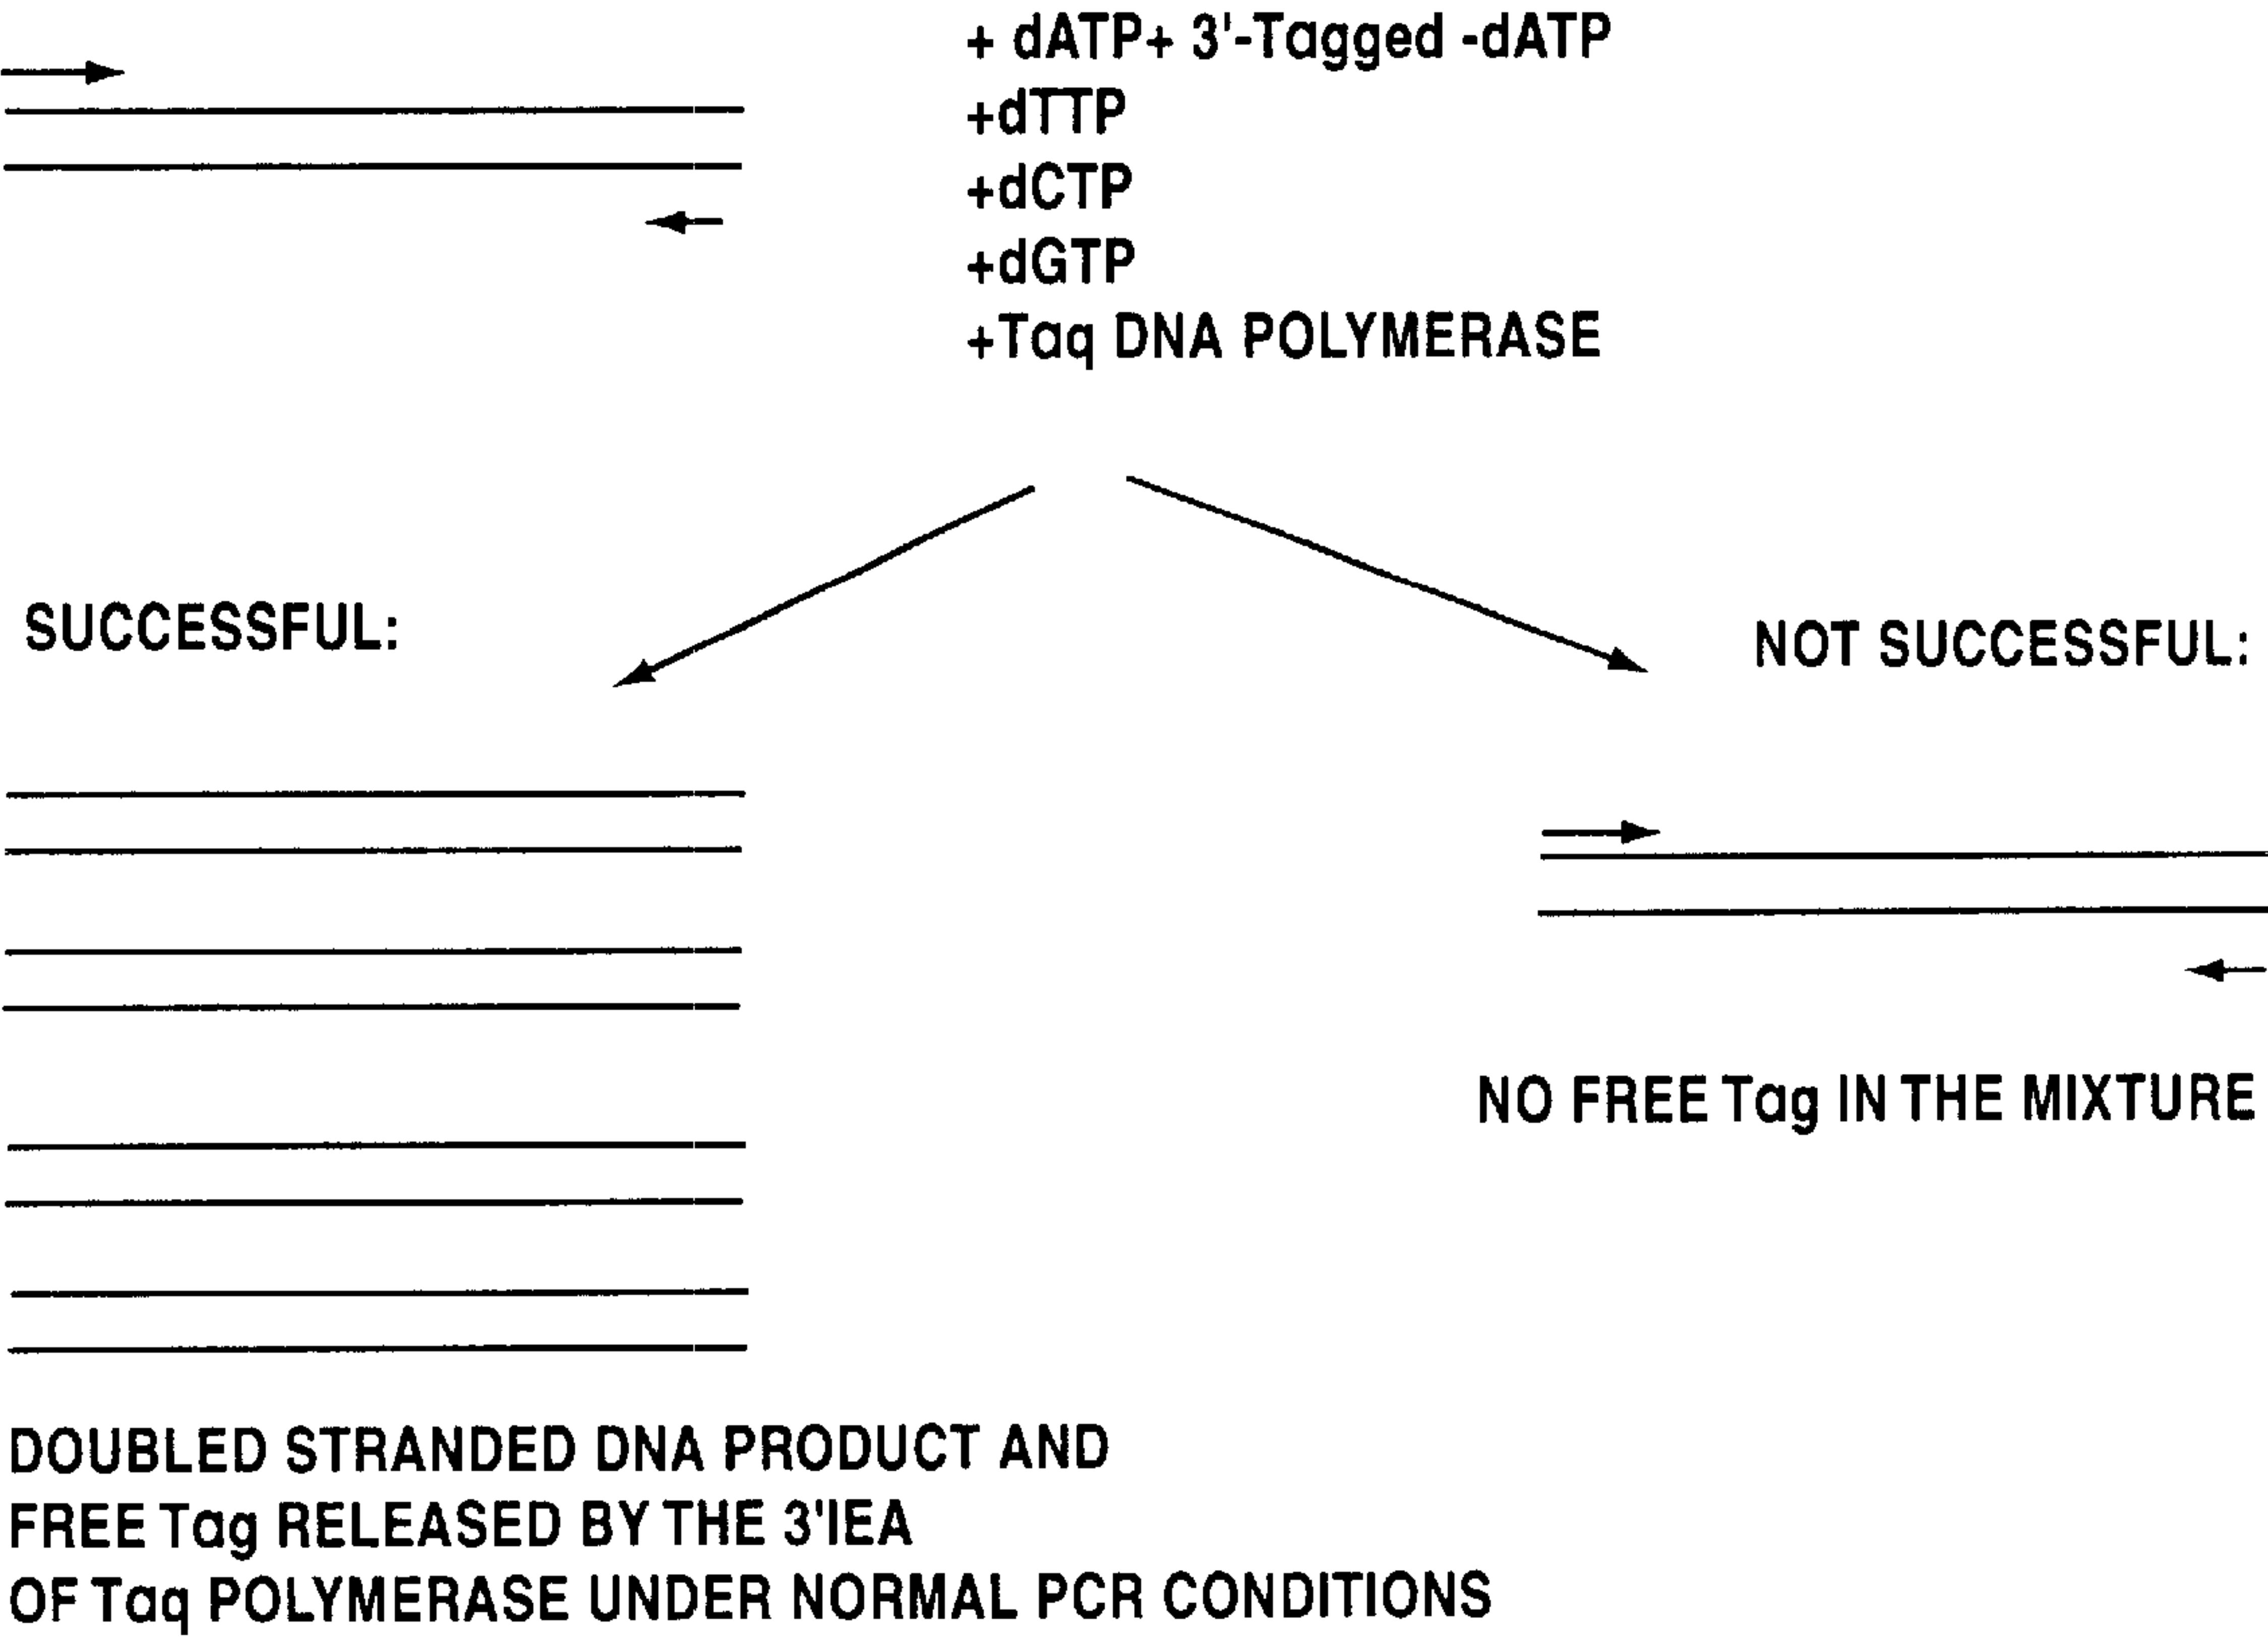 + dATP+ 3'-Tagged -dATP
+dTTP
+dCTP
+dGTP
+Taq DNA POLYMERASE
SUCCESSFUL:
NOT SUCCESSFUL:
NO FREE Tag IN THE MIXTURE
DOUBLED STRANDED DNA PRODUCT AND
FREE Tag RELEASED BY THE 3'IEA
OF Taq POLYMERASE UNDER NORMAL PCR CONDITIONS